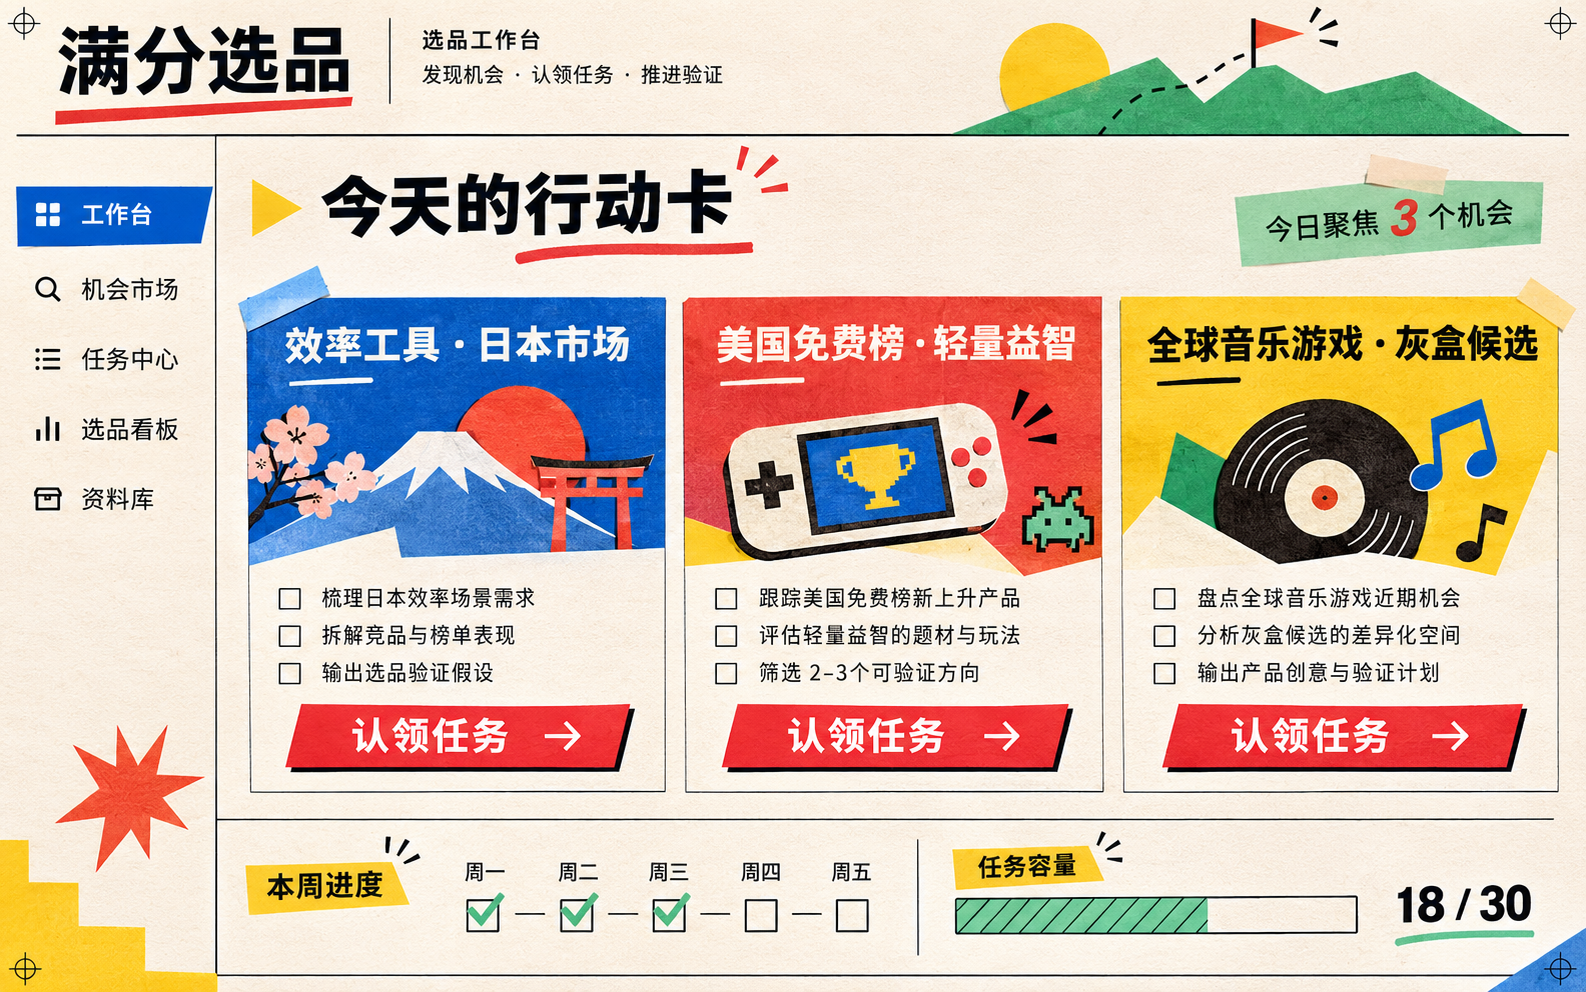 满分选品
选品工作台
发现机会 · 认领任务 · 推进验证
工作台
机会市场
任务中心
选品看板
资料库
今天的行动卡
今日聚焦 3 个机会
效率工具 · 日本市场
梳理日本效率场景需求
拆解竞品与榜单表现
输出选品验证假设
认领任务 →
美国免费榜 · 轻量益智
跟踪美国免费榜新上升产品
评估轻量益智的题材与玩法
筛选 2–3个可验证方向
认领任务 →
全球音乐游戏 · 灰盒候选
盘点全球音乐游戏近期机会
分析灰盒候选的差异化空间
输出产品创意与验证计划
认领任务 →
本周进度
周一 周二 周三 周四 周五
任务容量
18 / 30